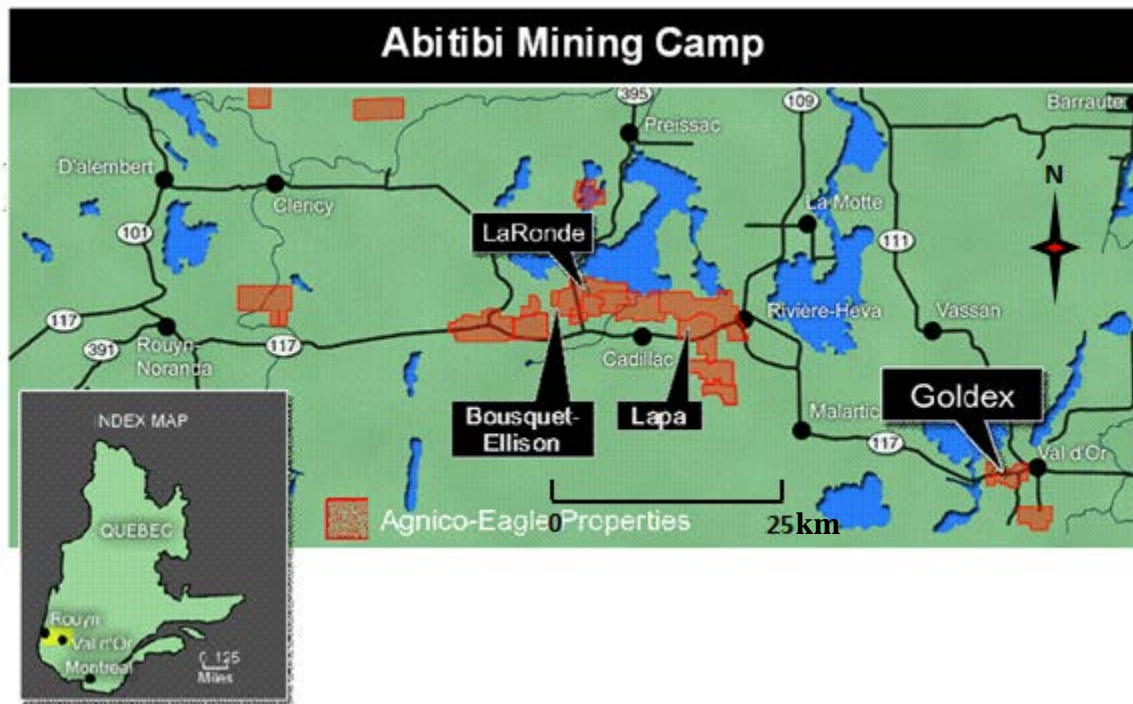 Abitibi Mining Camp
395
109
Barraute
Preissac
D'alembert
Clericy
N
La Motte
LaRonde
101
111
117
Rivière-Heva
Vassan
391
Rouyn-
Noranda
117
Cadillac
Goldex
Bousquet-
Ellison
Lapa
Malartic
117
Val d'Or
INDEX MAP
QUEBEC
Agnico-Eagle Properties
0
25km
Rouyn
Val d'Or
Montreal
0 125
Miles